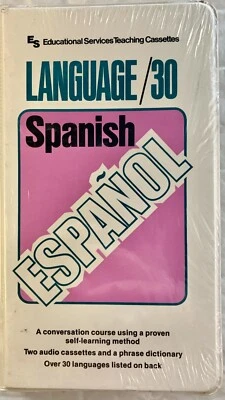 ES Educational Services Teaching Cassettes
LANGUAGE/30
Spanish
ESPAÑOL
A conversation course using a proven
self-learning method
Two audio cassettes and a phrase dictionary
Over 30 languages listed on back